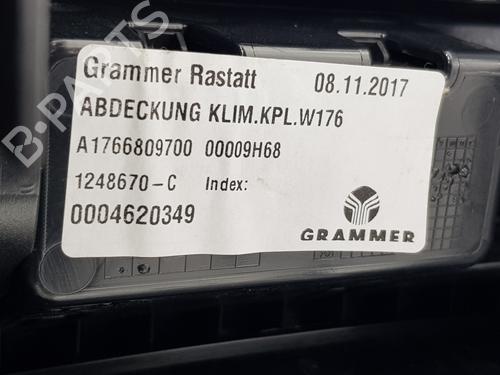 Grammer Rastatt 08.11.2017
ABDECKUNG KLIM.KPL.W176
A1766809700 00009H68
1248670-C Index:
0004620349
GRAMMER
B-PARTS